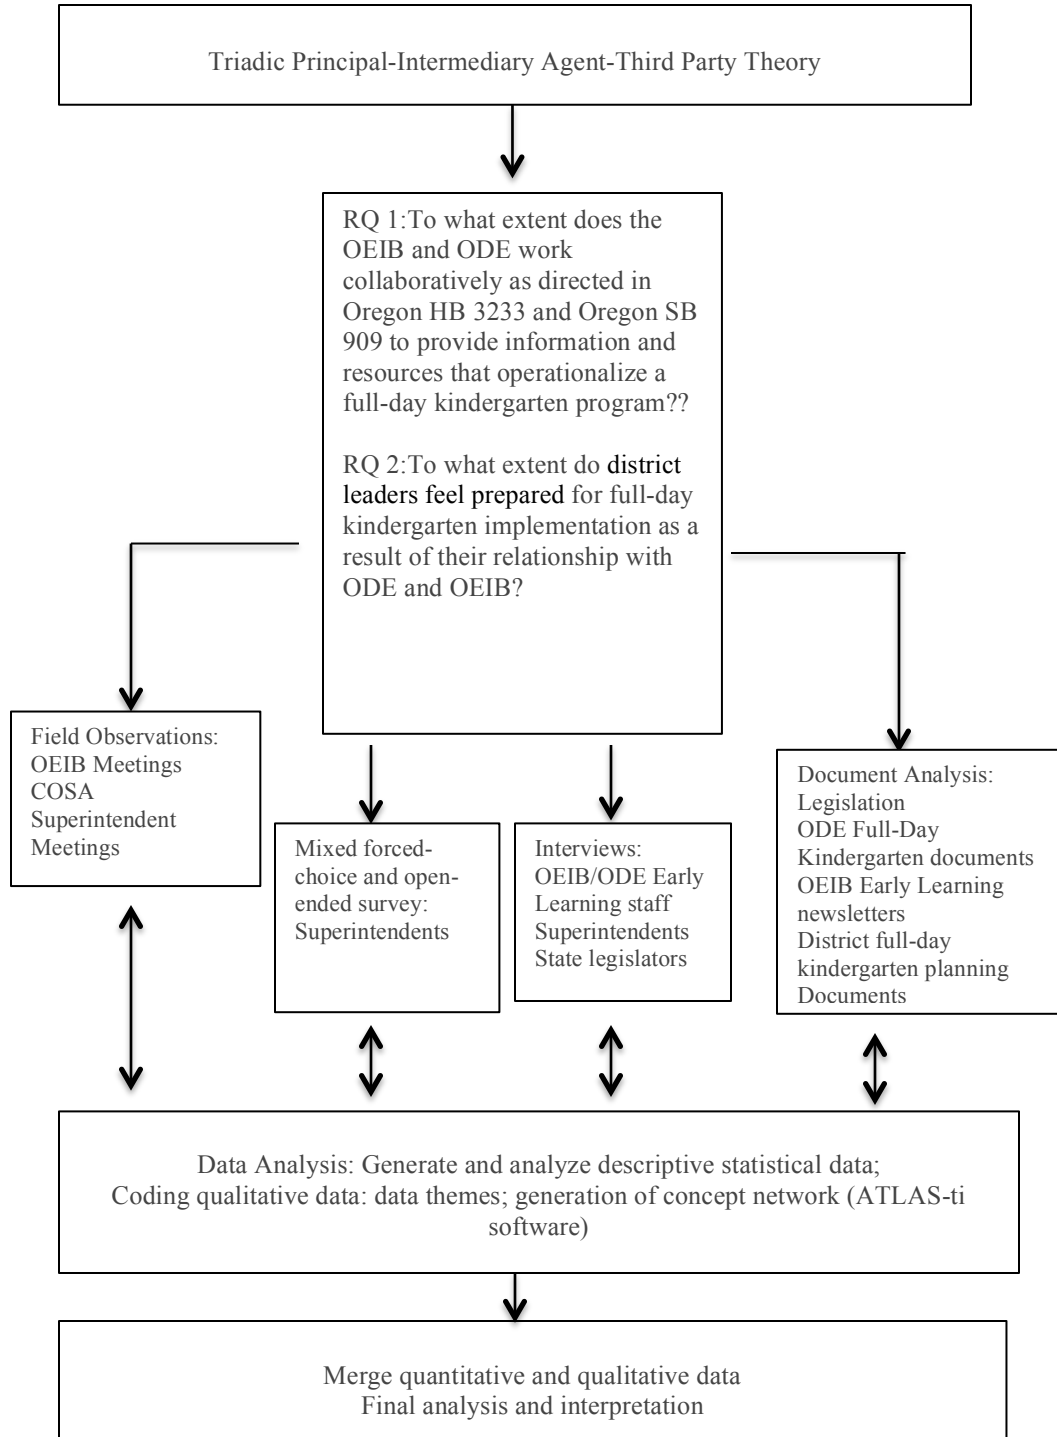 Triadic Principal-Intermediary Agent-Third Party Theory
RQ 1:To what extent does the
OEIB and ODE work
collaboratively as directed in
Oregon HB 3233 and Oregon SB
909 to provide information and
resources that operationalize a
full-day kindergarten program??
RQ 2:To what extent do district
leaders feel prepared for full-day
kindergarten implementation as a
result of their relationship with
ODE and OEIB?
Field Observations:
OEIB Meetings
COSA
Superintendent
Meetings
Mixed forced-
choice and open-
ended survey:
Superintendents
Interviews:
OEIB/ODE Early
Learning staff
Superintendents
State legislators
Document Analysis:
Legislation
ODE Full-Day
Kindergarten documents
OEIB Early Learning
newsletters
District full-day
kindergarten planning
Documents
Data Analysis: Generate and analyze descriptive statistical data;
Coding qualitative data: data themes; generation of concept network (ATLAS-ti
software)
Merge quantitative and qualitative data
Final analysis and interpretation